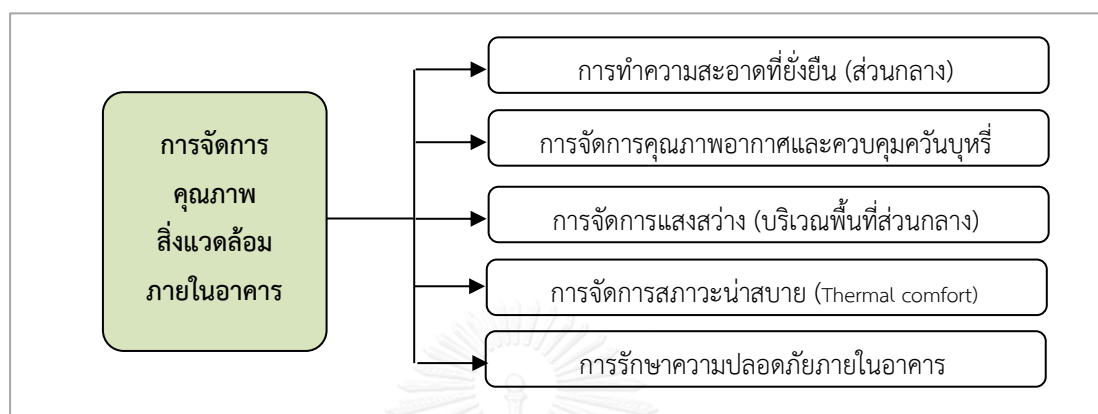 การจัดการ
คุณภาพ
สิ่งแวดล้อม
ภายในอาคาร
การทำความสะอาดที่ยั่งยืน (ส่วนกลาง)
การจัดการคุณภาพอากาศและควบคุมควันบุหรี่
การจัดการแสงสว่าง (บริเวณพื้นที่ส่วนกลาง)
การจัดการสภาวะน่าสบาย (Thermal comfort)
การรักษาความปลอดภัยภายในอาคาร